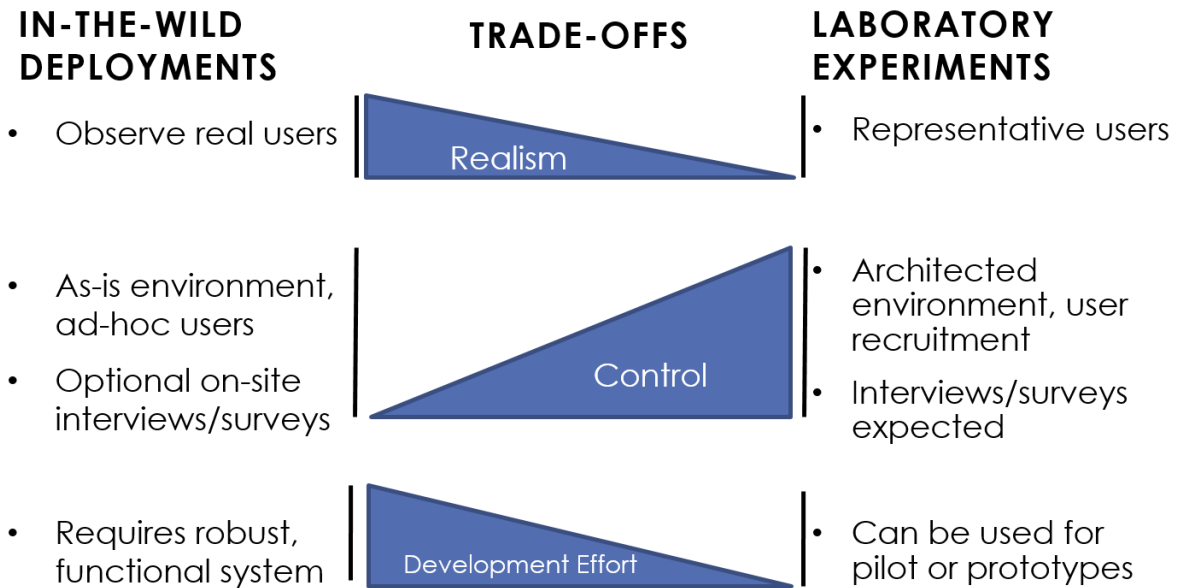 IN-THE-WILD
DEPLOYMENTS
TRADE-OFFS
LABORATORY
EXPERIMENTS
• Observe real users
Realism
• Representative users
• As-is environment,
ad-hoc users
• Optional on-site
interviews/surveys
Control
• Architected
environment, user
recruitment
• Interviews/surveys
expected
• Requires robust,
functional system
Development Effort
• Can be used for
pilot or prototypes